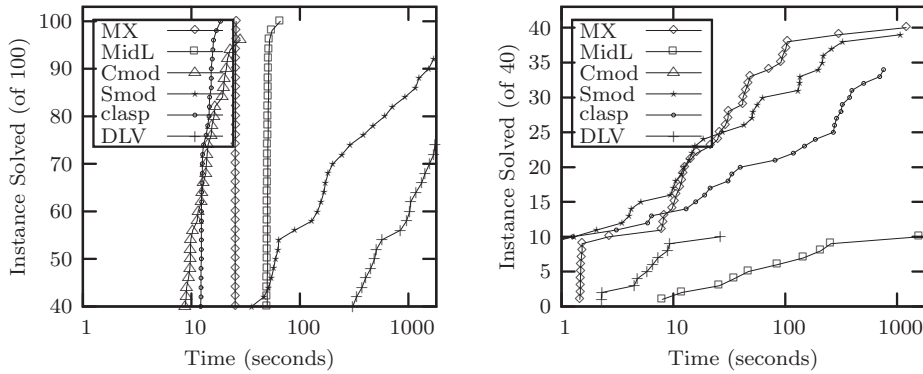 Instance Solved (of 100)
100
90
80
70
60
50
40
MX
MidL
Cmod
Smod
clasp
DLV
1
10
100
1000
Time (seconds)
Instance Solved (of 40)
40
35
30
25
20
15
10
5
0
MX
MidL
Cmod
Smod
clasp
DLV
1
10
100
1000
Time (seconds)